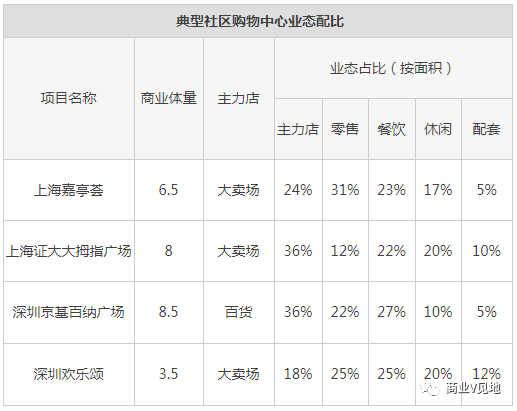 典型社区购物中心业态配比
项目名称 商业体量 主力店 业态占比（按面积）
主力店 零售 餐饮 休闲 配套
上海嘉亭荟 6.5 大卖场 24% 31% 23% 17% 5%
上海证大大拇指广场 8 大卖场 36% 12% 22% 20% 10%
深圳京基百纳广场 8.5 百货 36% 22% 27% 10% 5%
深圳欢乐颂 3.5 大卖场 18% 25% 25% 20% 12%
商业V见地